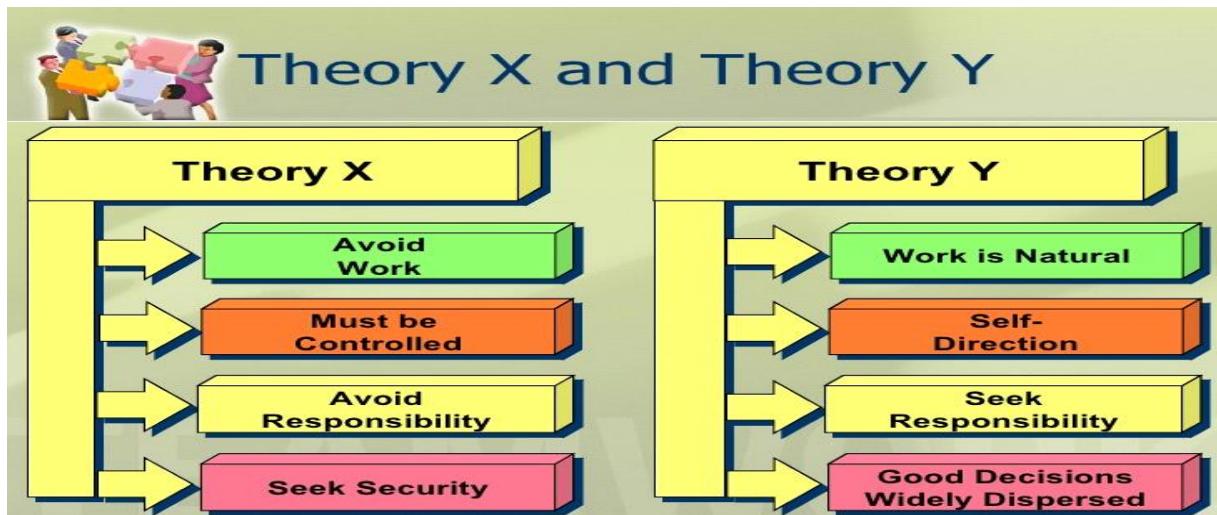 Theory X and Theory Y
Theory X
Avoid
Work
Must be
Controlled
Avoid
Responsibility
Seek Security
Theory Y
Work is Natural
Self-
Direction
Seek
Responsibility
Good Decisions
Widely Dispersed